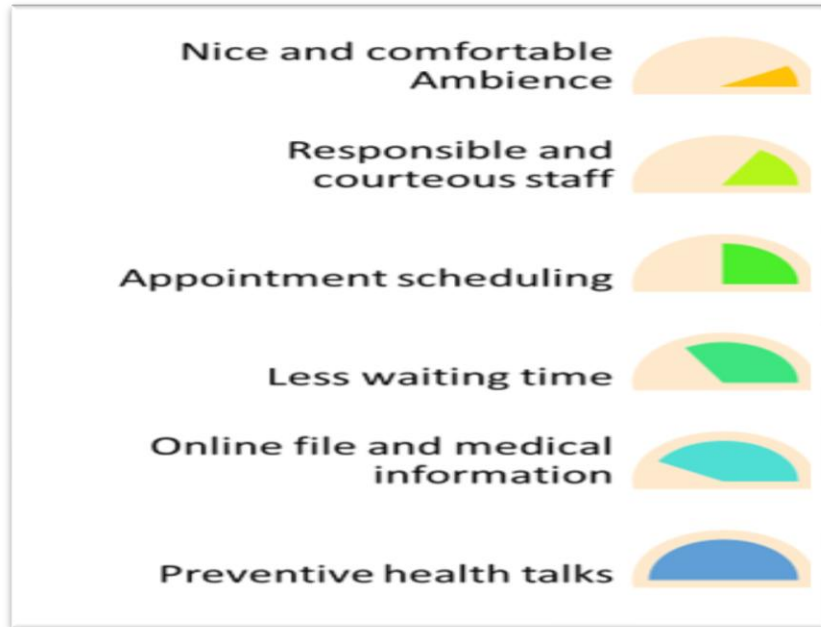 Nice and comfortable
Ambience
Responsible and
courteous staff
Appointment scheduling
Less waiting time
Online file and medical
information
Preventive health talks